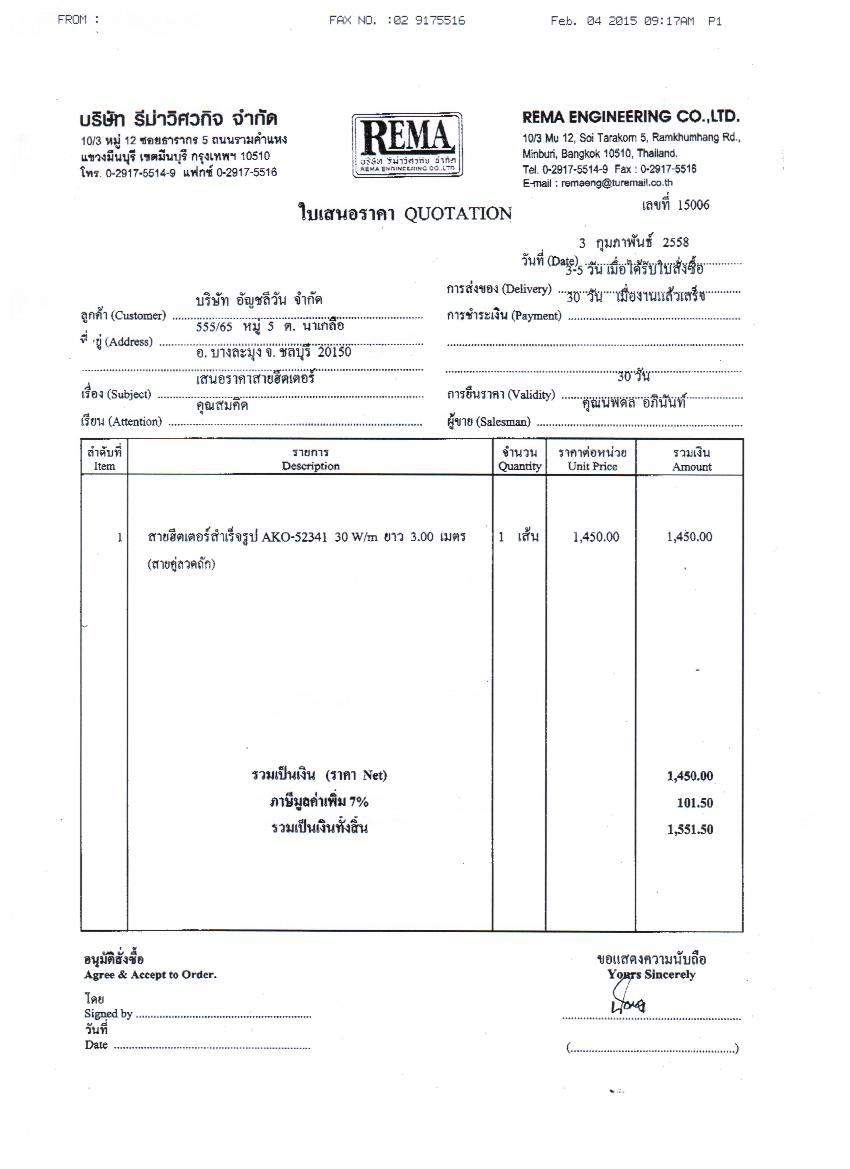 FROM : FAX NO. :02 9175516 Feb. 04 2015 09:17AM P1
บริษัท รีม่าวิศวกิจ จำกัด
10/3 หมู่ 12 ซอยธารากร 5 ถนนรามคำแหง
แขวงมีนบุรี เขตมีนบุรี กรุงเทพฯ 10510
โทร. 0-2917-5514-9 แฟกซ์ 0-2917-5516
REMA
บริษัท รีม่าวิศวกิจ จำกัด
REMA ENGINEERING CO.,LTD.
REMA ENGINEERING CO.,LTD.
10/3 Mu 12, Soi Tarakorn 5, Ramkhumhang Rd.,
Minburi, Bangkok 10510, Thailand.
Tel. 0-2917-5514-9 Fax : 0-2917-5516
E-mail : remaeng@truemail.co.th
ใบเสนอราคา QUOTATION
เลขที่ 15006
วันที่ (Date) 3 กุมภาพันธ์ 2558
การส่งของ (Delivery) 3-5 วัน เมื่อได้รับใบสั่งซื้อ
การชำระเงิน (Payment) 30 วัน เมื่องานแล้วเสร็จ
ลูกค้า (Customer) บริษัท อัญชลีวัน จำกัด
ที่อยู่ (Address) 555/65 หมู่ 5 ต. นาเกลือ
อ. บางละมุง จ. ชลบุรี 20150
เรื่อง (Subject) เสนอราคาสายฮีตเตอร์
เรียน (Attention) คุณสมคิด
การยืนราคา (Validity) 30 วัน
ผู้ขาย (Salesman) คุณนพดล อภินันท์
ลำดับที่ รายการ จำนวน ราคาต่อหน่วย รวมเงิน
Item Description Quantity Unit Price Amount
1 สายฮีตเตอร์สำเร็จรูป AKO-52341 30 W/m ยาว 3.00 เมตร 1 เส้น 1,450.00 1,450.00
(สายคู่ลวดถัก)
รวมเป็นเงิน (ราคา Net) 1,450.00
ภาษีมูลค่าเพิ่ม 7% 101.50
รวมเป็นเงินทั้งสิ้น 1,551.50
อนุมัติสั่งซื้อ
Agree & Accept to Order.
โดย
Signed by
วันที่
Date
ขอแสดงความนับถือ
Yours Sincerely